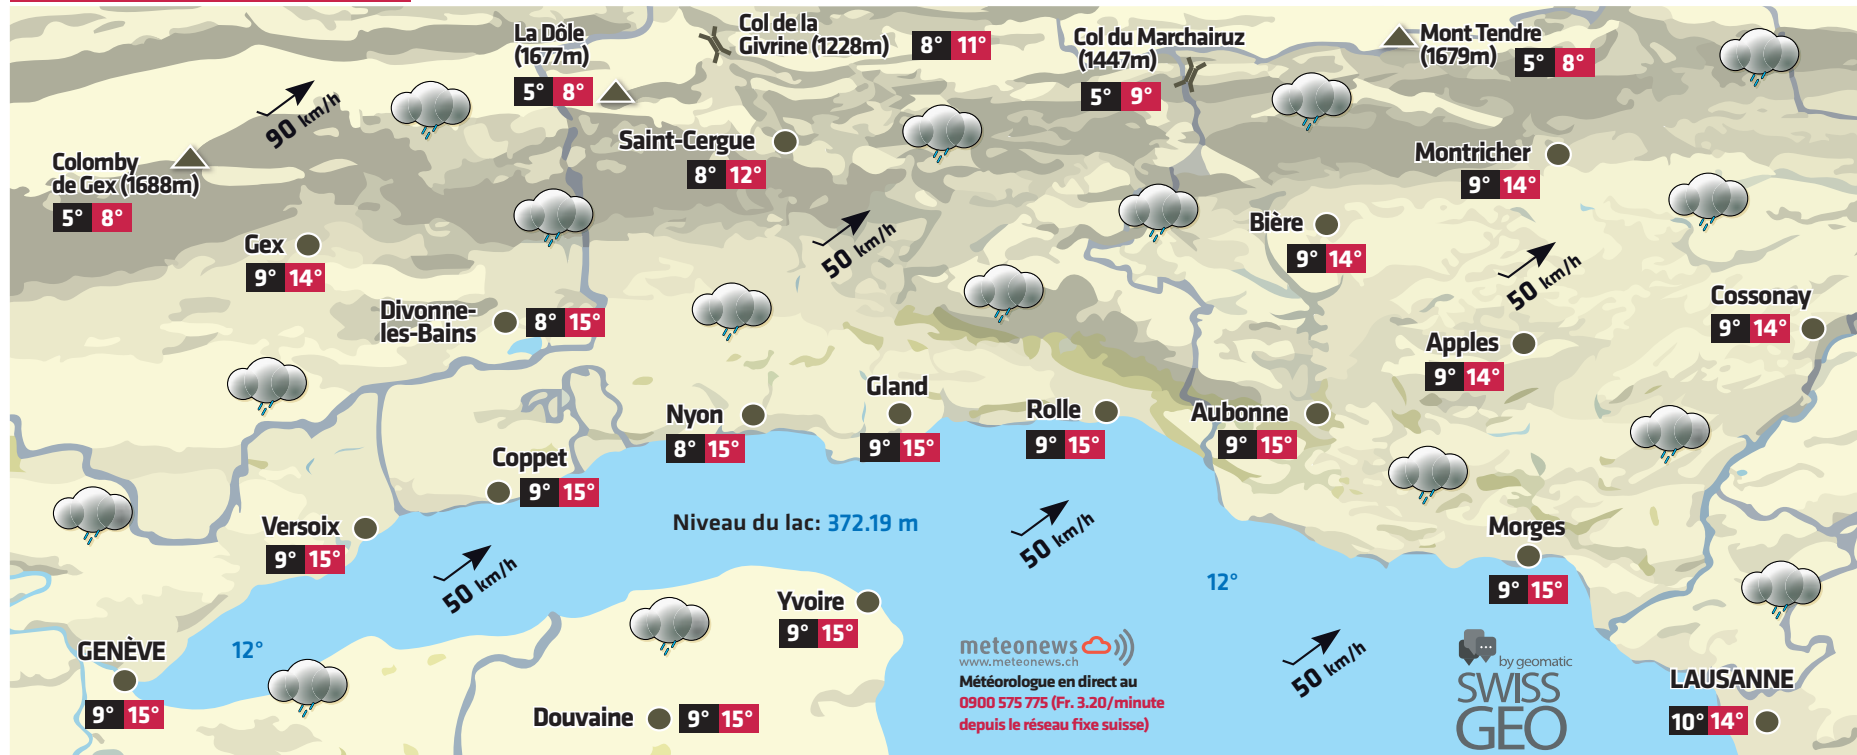 La Dôle
(1677m)
5° 8°
Col de la
Givrine (1228m)
8° 11°
Col du Marchairuz
(1447m)
5° 9°
Mont Tendre
(1679m)
5° 8°
90 km/h
Colomby
de Gex (1688m)
5° 8°
Saint-Cergue
8° 12°
Montricher
9° 14°
Gex
9° 14°
50 km/h
Bière
9° 14°
50 km/h
Divonne-
les-Bains
8° 15°
Cossonay
9° 14°
Apples
9° 14°
Nyon
8° 15°
Gland
9° 15°
Rolle
9° 15°
Aubonne
9° 15°
Coppet
9° 15°
Versoix
9° 15°
Niveau du lac: 372.19 m
50 km/h
50 km/h
12°
Morges
9° 15°
Yvoire
9° 15°
GENÈVE
9° 15°
12°
Douvaine
9° 15°
meteonews
www.meteonews.ch
Météorologue en direct au
0900 575 775 (Fr. 3.20/minute
depuis le réseau fixe suisse)
50 km/h
by geomatic
SWISS
GEO
LAUSANNE
10° 14°